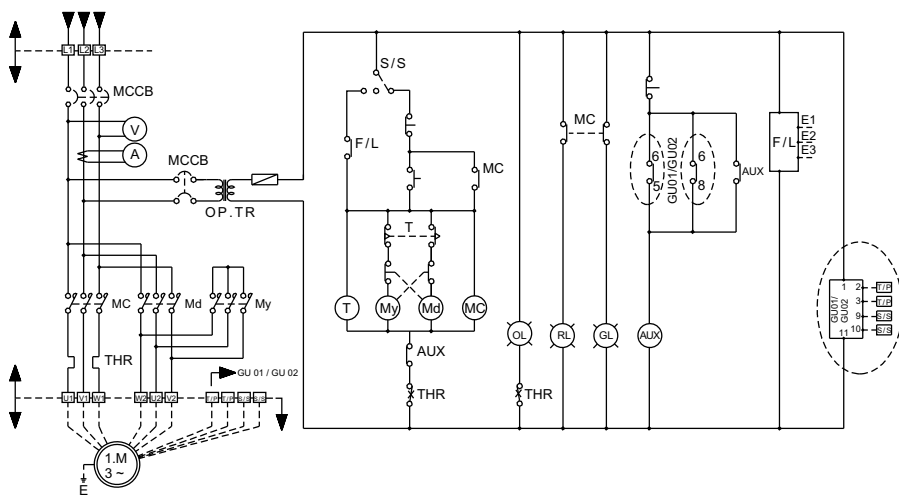 L1 L2 L3
MCCB
V
A
MCCB
OP.TR
MC
Md
My
THR
GU 01 / GU 02
U1 V1 W1
W2 U2 V2
T/P T/P S/S S/S
1.M
3 ~
E
S/S
F/L
MC
T
T
My
Md
MC
AUX
THR
OL
THR
MC
RL
GL
6
5
GU01/GU02
6
8
AUX
AUX
F/L
E1
E2
E3
1
2 T/P
3 T/P
GU01/
GU02
9 S/S
10 S/S
11